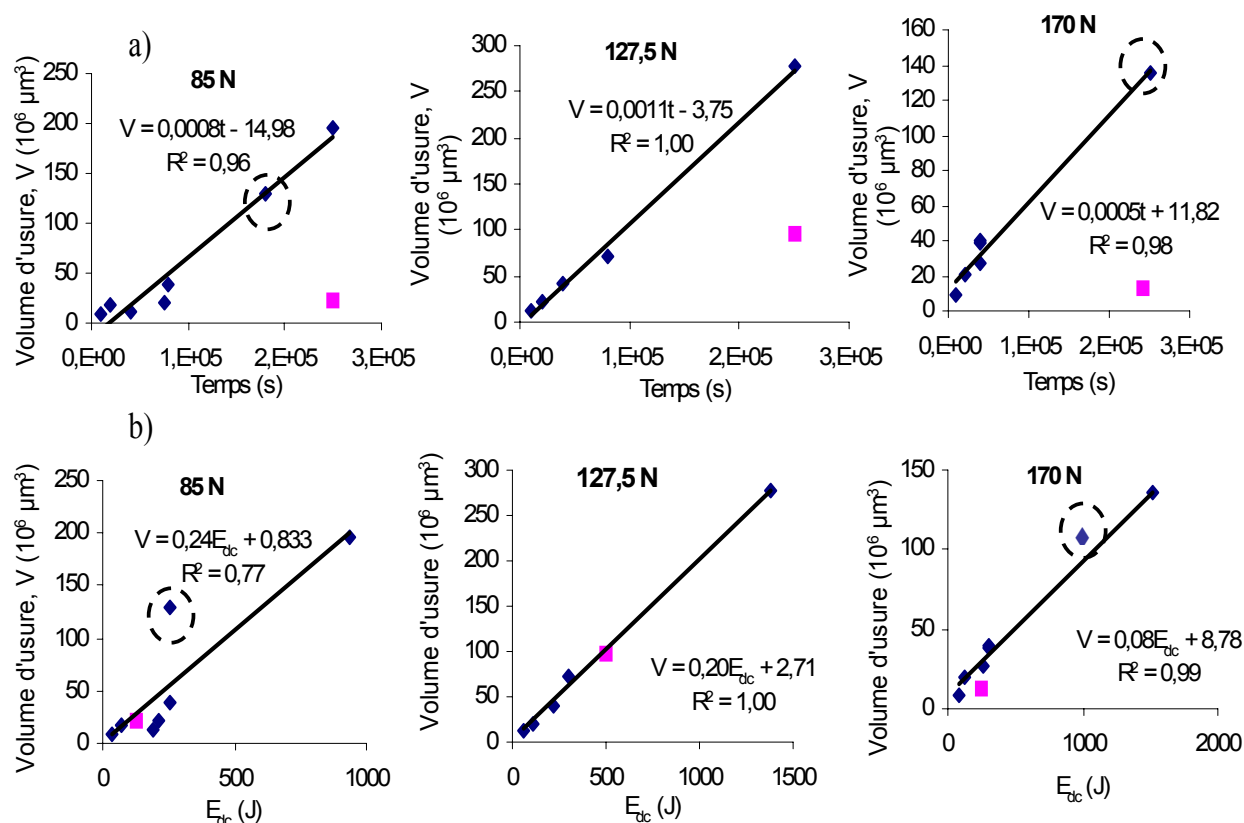 a)
85 N
Volume d'usure, V (10⁶ µm³)
250
200
150
100
50
0
V = 0,0008t - 14,98
R² = 0,96
0,E+00 1,E+05 2,E+05 3,E+05
Temps (s)
127,5 N
Volume d'usure, V
(10⁶ µm³)
300
250
200
150
100
50
0
V = 0,0011t - 3,75
R² = 1,00
0,E+00 1,E+05 2,E+05 3,E+05
Temps (s)
170 N
Volume d'usure, V
(10⁶ µm³)
160
140
120
100
80
60
40
20
0
V = 0,0005t + 11,82
R² = 0,98
0,E+00 1,E+05 2,E+05 3,E+05
Temps (s)
b)
85 N
Volume d'usure, V (10⁶ µm³)
250
200
150
100
50
0
V = 0,24E_dc + 0,833
R² = 0,77
0 500 1000
E_dc (J)
127,5 N
Volume d'usure (10⁶ µm³)
300
250
200
150
100
50
0
V = 0,20E_dc + 2,71
R² = 1,00
0 500 1000 1500
E_dc (J)
170 N
Volume d'usure (10⁶ µm³)
150
100
50
0
V = 0,08E_dc + 8,78
R² = 0,99
0 1000 2000
E_dc (J)